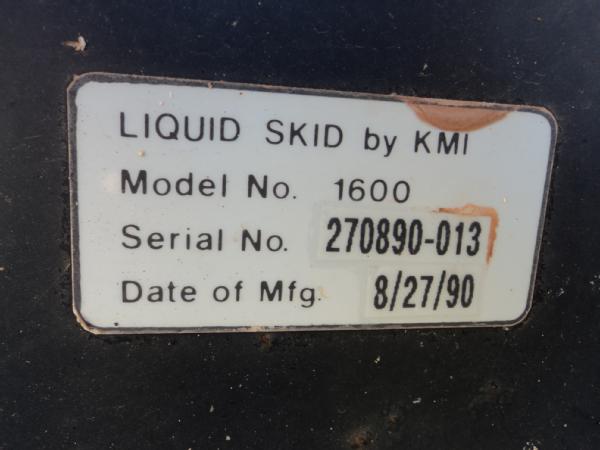 LIQUID SKID by KMI
Model No. 1600
Serial No. 270890-013
Date of Mfg. 8/27/90